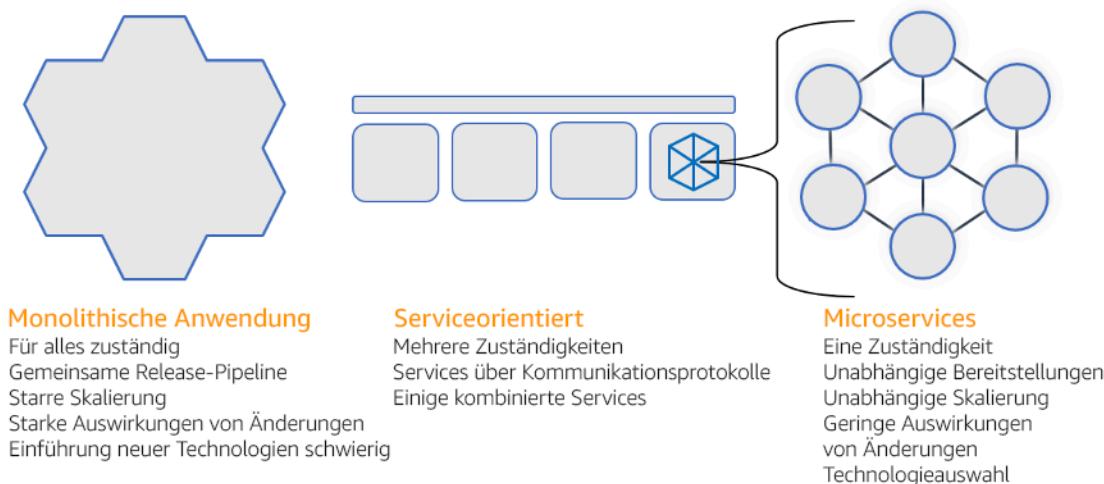 Monolithische Anwendung
Für alles zuständig
Gemeinsame Release-Pipeline
Starre Skalierung
Starke Auswirkungen von Änderungen
Einführung neuer Technologien schwierig
Serviceorientiert
Mehrere Zuständigkeiten
Services über Kommunikationsprotokolle
Einige kombinierte Services
Microservices
Eine Zuständigkeit
Unabhängige Bereitstellungen
Unabhängige Skalierung
Geringe Auswirkungen
von Änderungen
Technologieauswahl